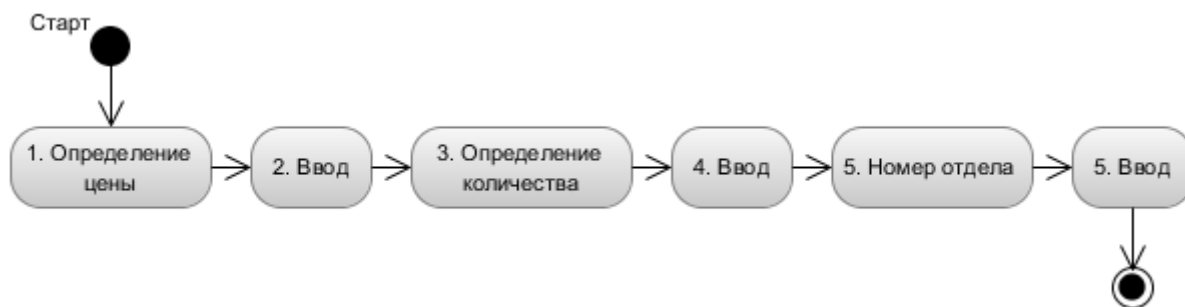 Старт
1. Определение
цены
2. Ввод
3. Определение
количества
4. Ввод
5. Номер отдела
5. Ввод